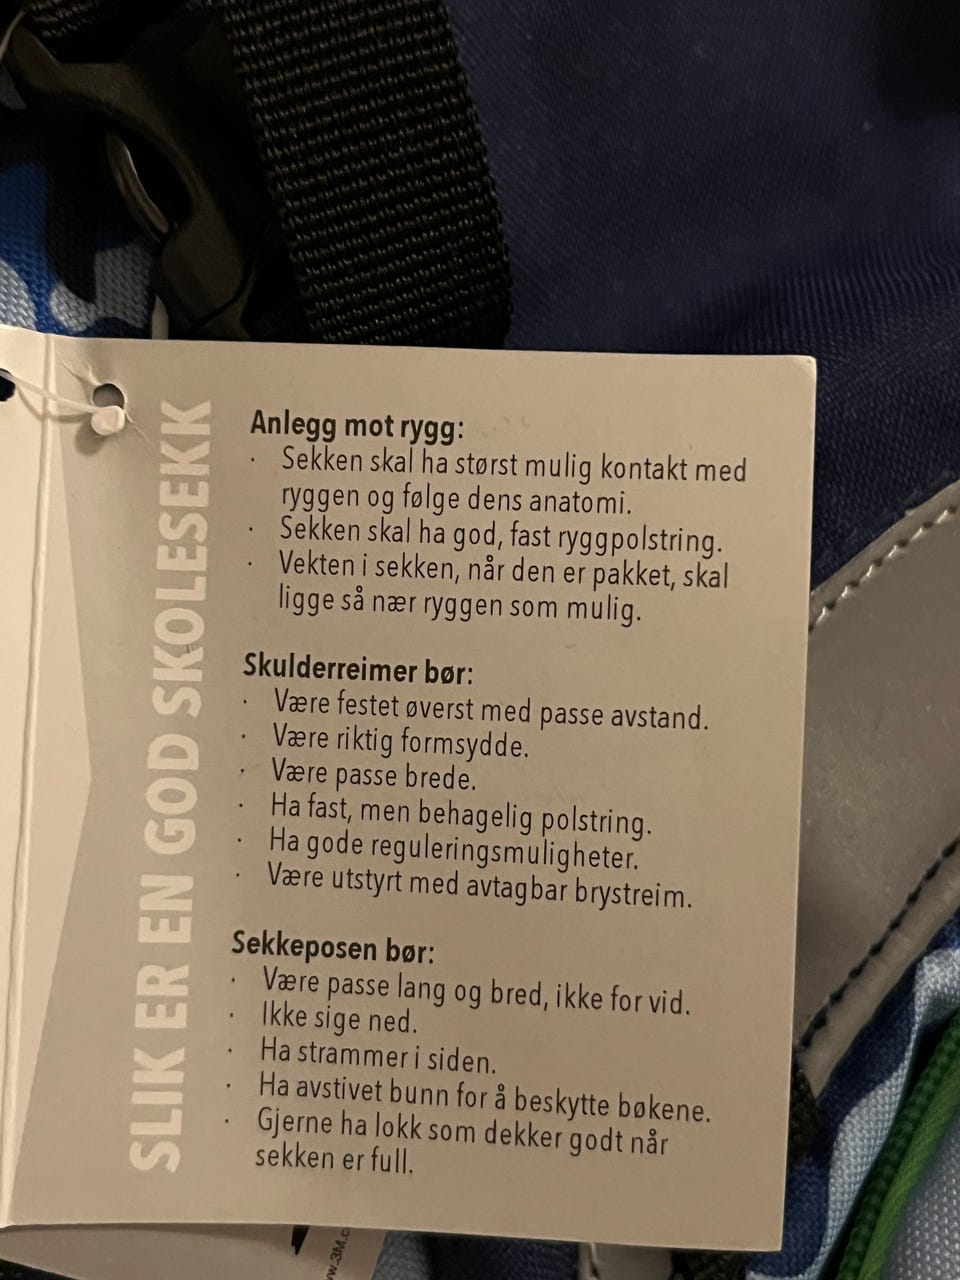 SLIK ER EN GOD SKOLESEKK
Anlegg mot rygg:
· Sekken skal ha størst mulig kontakt med
ryggen og følge dens anatomi.
· Sekken skal ha god, fast ryggpolstring.
· Vekten i sekken, når den er pakket, skal
ligge så nær ryggen som mulig.
Skulderreimer bør:
· Være festet øverst med passe avstand.
· Være riktig formsydde.
· Være passe brede.
· Ha fast, men behagelig polstring.
· Ha gode reguleringsmuligheter.
· Være utstyrt med avtagbar brystreim.
Sekkeposen bør:
· Være passe lang og bred, ikke for vid.
· Ikke sige ned.
· Ha strammer i siden.
· Ha avstivet bunn for å beskytte bøkene.
· Gjerne ha lokk som dekker godt når
sekken er full.